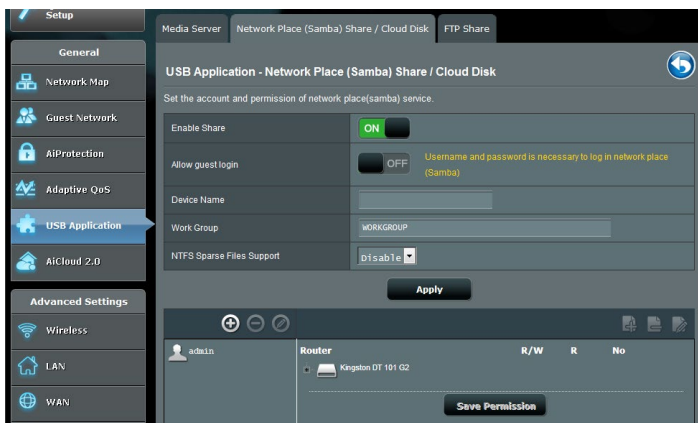 Setup
General
Network Map
Guest Network
AiProtection
Adaptive QoS
USB Application
AiCloud 2.0
Advanced Settings
Wireless
LAN
WAN
Media Server
Network Place (Samba) Share / Cloud Disk
FTP Share
USB Application - Network Place (Samba) Share / Cloud Disk
Set the account and permission of network place(samba) service.
Enable Share
ON
Allow guest login
OFF
Username and password is necessary to log in network place
(Samba)
Device Name
Work Group
WORKGROUP
NTFS Sparse Files Support
Disable
Apply
admin
Router R/W R No
Kingston DT 101 G2
Save Permission